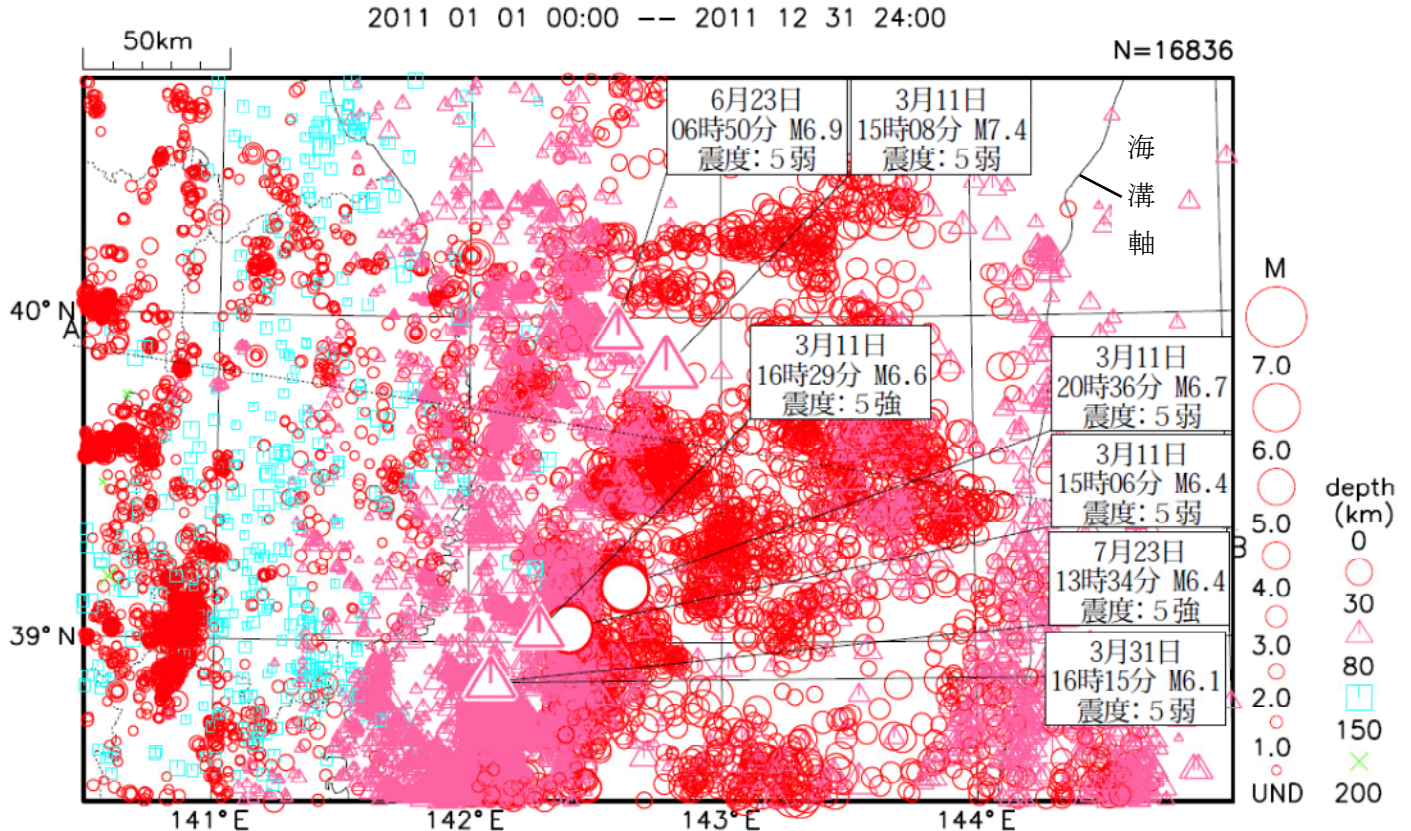 2011 01 01 00:00 -- 2011 12 31 24:00
50km
N=16836
6月23日
06時50分 M6.9
震度:5弱
3月11日
15時08分 M7.4
震度:5弱
海
溝
軸
40°N
A
3月11日
16時29分 M6.6
震度:5強
3月11日
20時36分 M6.7
震度:5弱
3月11日
15時06分 M6.4
震度:5弱
B
7月23日
13時34分 M6.4
震度:5強
39°N
3月31日
16時15分 M6.1
震度:5弱
141°E
142°E
143°E
144°E
M
7.0
6.0
5.0
4.0
3.0
2.0
1.0
UND
depth
(km)
0
30
80
150
200